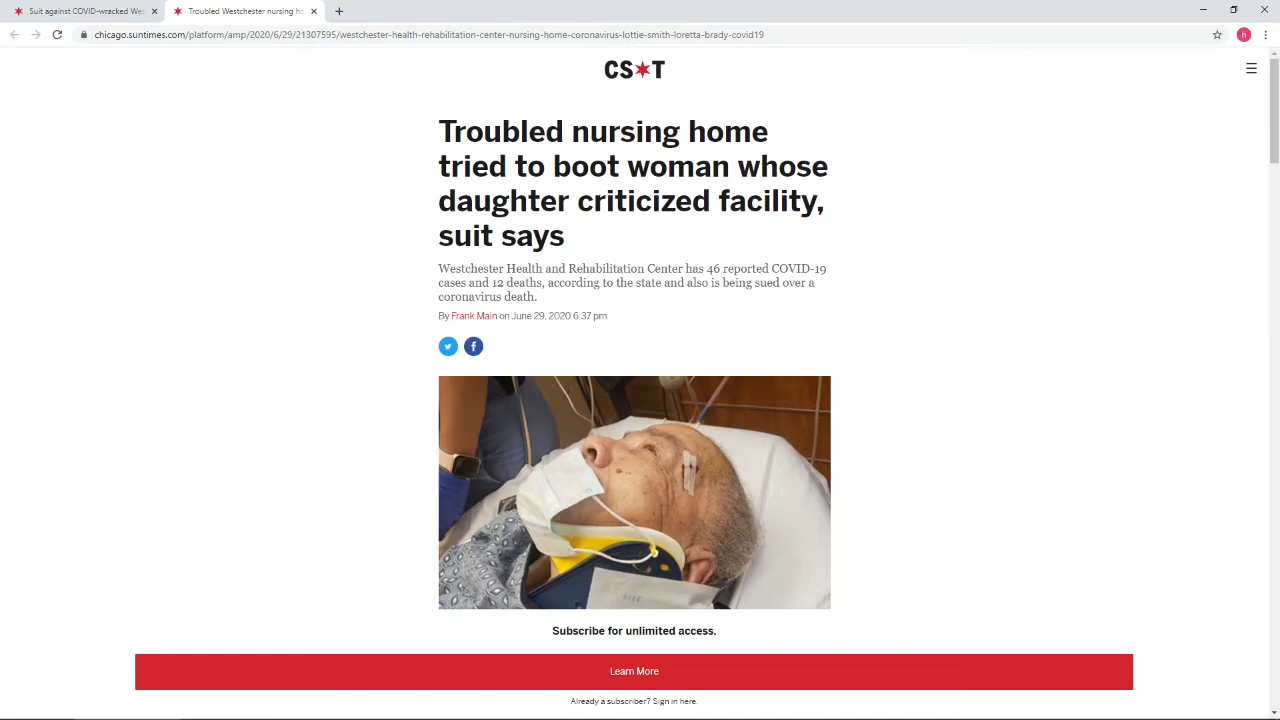 Suit against COVID-wracked Wes
Troubled Westchester nursing ho
chicago.suntimes.com/platform/amp/2020/6/29/21307595/westchester-health-rehabilitation-center-nursing-home-coronavirus-lottie-smith-loretta-brady-covid19
h
CS T
Troubled nursing home
tried to boot woman whose
daughter criticized facility,
suit says
Westchester Health and Rehabilitation Center has 46 reported COVID-19
cases and 12 deaths, according to the state and also is being sued over a
coronavirus death.
By Frank Main on June 29, 2020 6:37 pm
Subscribe for unlimited access.
Learn More
Already a subscriber? Sign in here.